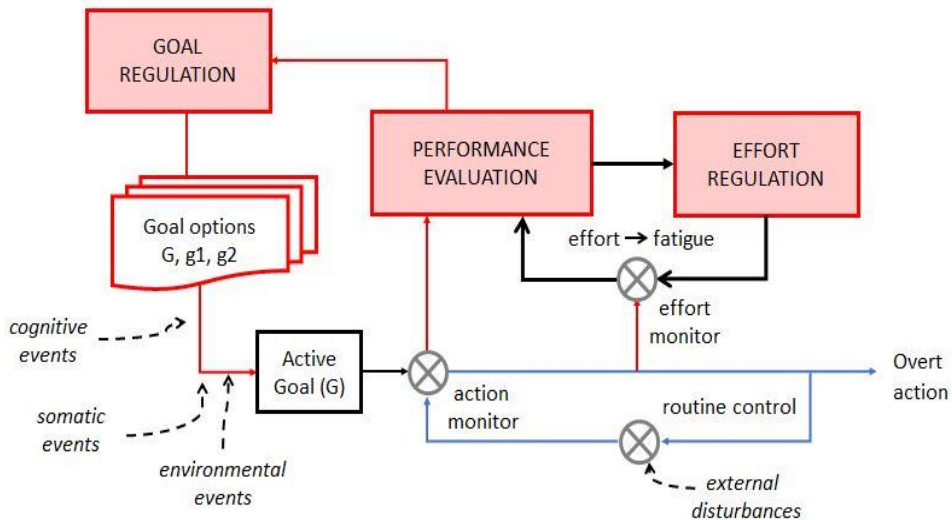 GOAL
REGULATION
PERFORMANCE
EVALUATION
EFFORT
REGULATION
Goal options
G, g1, g2
effort → fatigue
effort
monitor
cognitive
events
Active
Goal (G)
action
monitor
routine control
Overt
action
somatic
events
environmental
events
external
disturbances